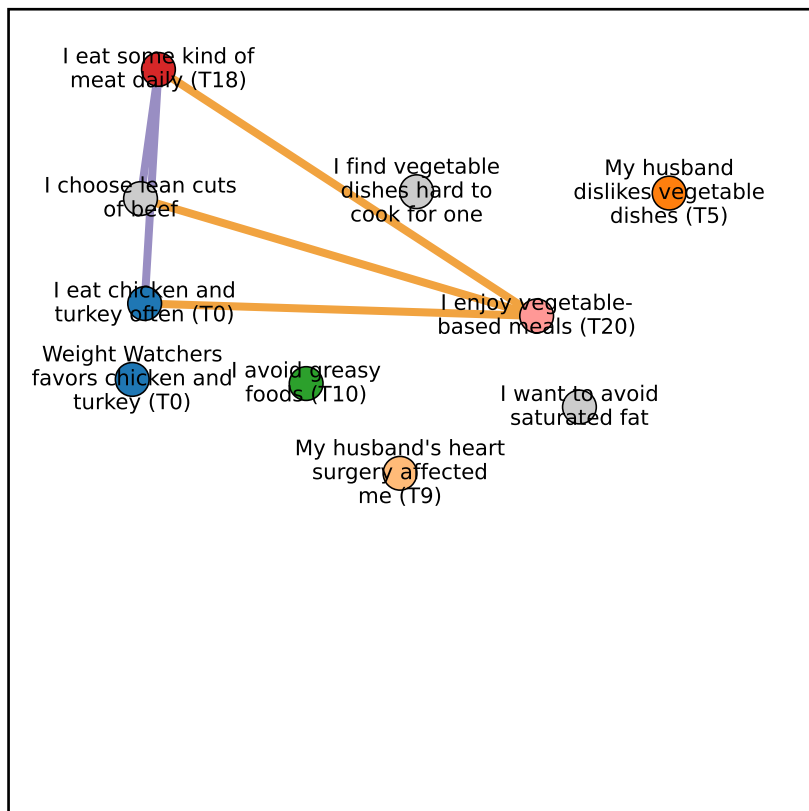 I eat some kind of
meat daily (T18)
I find vegetable
dishes hard to
cook for one
My husband
dislikes vegetable
dishes (T5)
I choose lean cuts
of beef
I eat chicken and
turkey often (T0)
I enjoy vegetable-
based meals (T20)
Weight Watchers
favors chicken and
turkey (T0)
I avoid greasy
foods (T10)
I want to avoid
saturated fat
My husband's heart
surgery affected
me (T9)